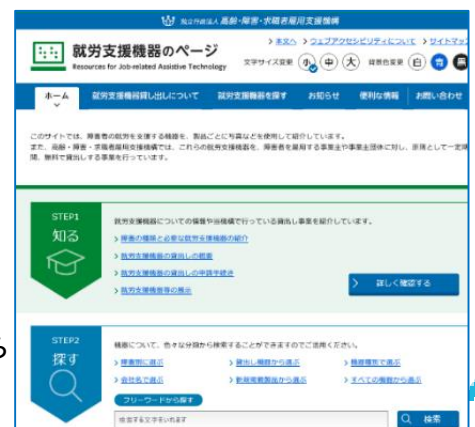 独立行政法人 高齢・障害・求職者雇用支援機構
> 本文へ > ウェブアクセシビリティについて > サイトマップ
就労支援機器のページ
Resources for Job-related Assistive Technology
文字サイズ変更 小 中 大 背景色変更 白 青 黒
ホーム 就労支援機器貸し出しについて 就労支援機器を探す お知らせ 便利な情報 お問い合わせ
このサイトでは、障害者の就労を支援する機器を、製品ごとに写真などを使用して紹介しています。
また、高齢・障害・求職者雇用支援機構では、これらの就労支援機器を、障害者を雇用する事業主や事業主団体に対し、原則として一定期
間、無料で貸出しする事業を行っています。
STEP1
知る
就労支援機器についての情報や当機構で行っている貸出し事業を紹介しています。
> 障害の種類と必要な就労支援機器の紹介
> 就労支援機器の貸出しの概要
> 就労支援機器の貸出しの申請手続き
> 就労支援機器等の展示
> 詳しく確認する
る
STEP2
探す
機器について、色々な分類から検索することができますのでご活用ください。
> 障害別に選ぶ > 貸出し機器から選ぶ > 機器種別で選ぶ
> 会社名で選ぶ > 新規掲載製品から選ぶ > すべての機器から選ぶ
フリーワードから探す
検索する文字をいれます
検索